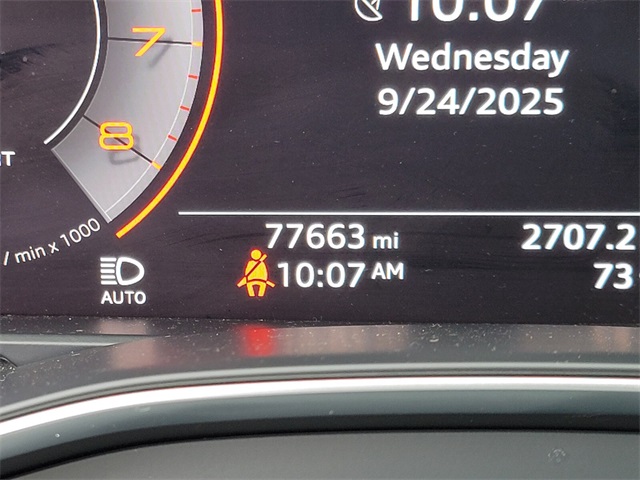 10:07
Wednesday
9/24/2025
7
8
/ min x 1000
77663 mi
2707.2
AUTO
10:07 AM
73